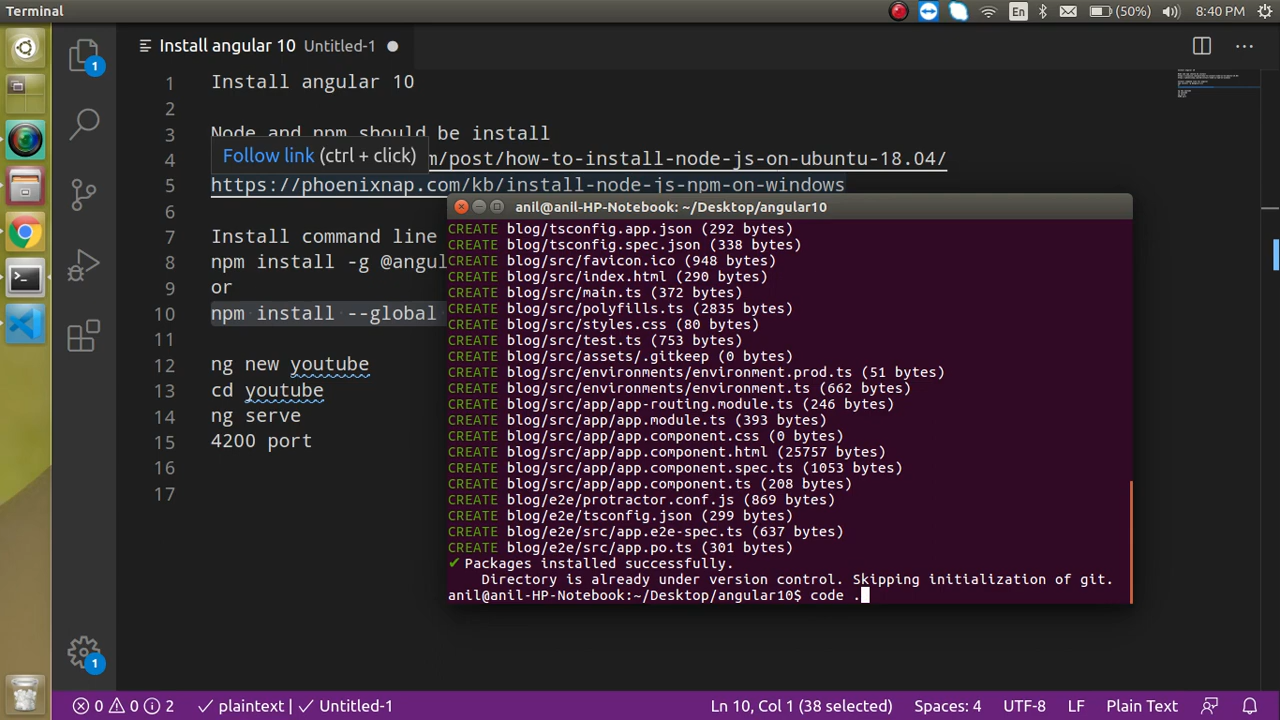 Terminal
En
(50%)
8:40 PM
Install angular 10 Untitled-1
1
1 Install angular 10
2
3 Node and npm should be install
Follow link (ctrl + click)
4 m/post/how-to-install-node-js-on-ubuntu-18.04/
5 https://phoenixnap.com/kb/install-node-js-npm-on-windows
6
7 Install command line
8 npm install -g @angul
9 or
10 npm install --global
11
12 ng new youtube
13 cd youtube
14 ng serve
15 4200 port
16
17
anil@anil-HP-Notebook: ~/Desktop/angular10
CREATE blog/tsconfig.app.json (292 bytes)
CREATE blog/tsconfig.spec.json (338 bytes)
CREATE blog/src/favicon.ico (948 bytes)
CREATE blog/src/index.html (290 bytes)
CREATE blog/src/main.ts (372 bytes)
CREATE blog/src/polyfills.ts (2835 bytes)
CREATE blog/src/styles.css (80 bytes)
CREATE blog/src/test.ts (753 bytes)
CREATE blog/src/assets/.gitkeep (0 bytes)
CREATE blog/src/environments/environment.prod.ts (51 bytes)
CREATE blog/src/environments/environment.ts (662 bytes)
CREATE blog/src/app/app-routing.module.ts (246 bytes)
CREATE blog/src/app/app.module.ts (393 bytes)
CREATE blog/src/app/app.component.css (0 bytes)
CREATE blog/src/app/app.component.html (25757 bytes)
CREATE blog/src/app/app.component.spec.ts (1053 bytes)
CREATE blog/src/app/app.component.ts (208 bytes)
CREATE blog/e2e/protractor.conf.js (869 bytes)
CREATE blog/e2e/tsconfig.json (299 bytes)
CREATE blog/e2e/src/app.e2e-spec.ts (637 bytes)
CREATE blog/e2e/src/app.po.ts (301 bytes)
✔ Packages installed successfully.
Directory is already under version control. Skipping initialization of git.
anil@anil-HP-Notebook:~/Desktop/angular10$ code .
1
0 0 2 ✓ plaintext | ✓ Untitled-1 Ln 10, Col 1 (38 selected) Spaces: 4 UTF-8 LF Plain Text